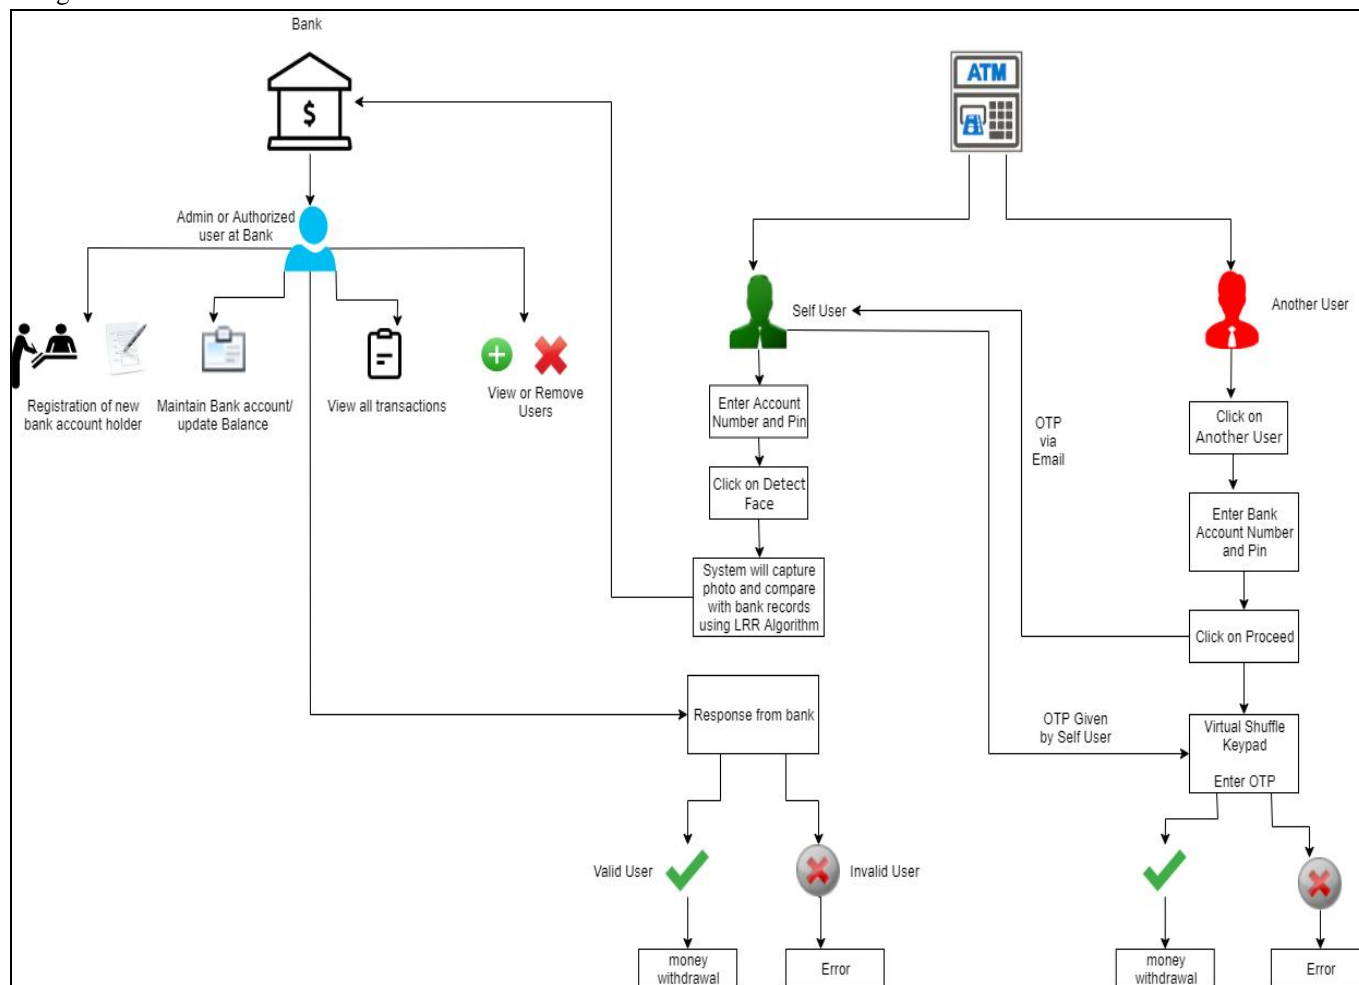 Bank
$
ATM
Admin or Authorized
user at Bank
Self User
Another User
Registration of new
bank account holder
Maintain Bank account/
update Balance
View all transactions
View or Remove
Users
Enter Account
Number and Pin
Click on Detect
Face
System will capture
photo and compare
with bank records
using LRR Algorithm
OTP
via
Email
Click on
Another User
Enter Bank
Account Number
and Pin
Click on Proceed
Response from bank
OTP Given
by Self User
Virtual Shuffle
Keypad
Enter OTP
Valid User
Invalid User
money
withdrawal
Error
money
withdrawal
Error